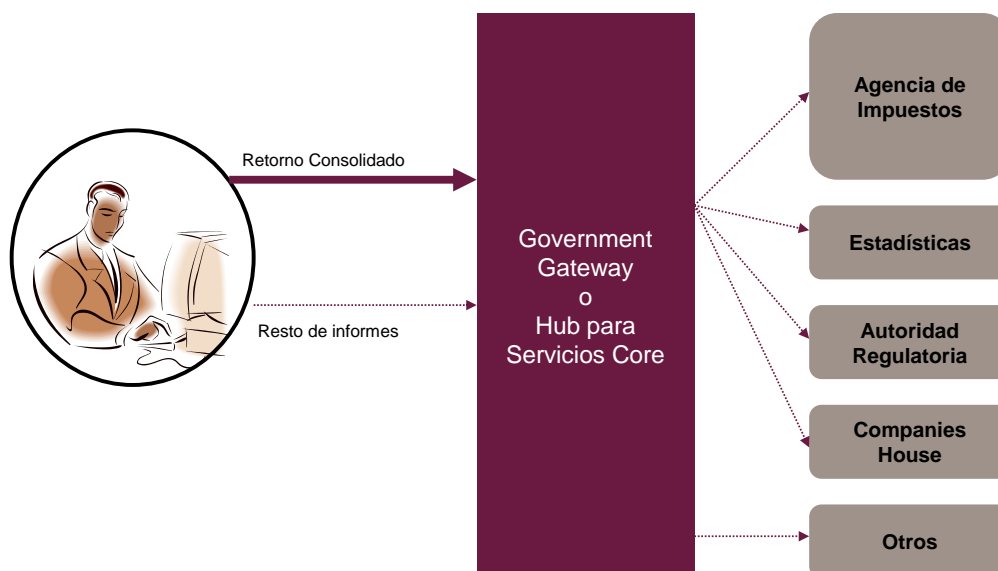 Retorno Consolidado
Resto de informes
Government
Gateway
o
Hub para
Servicios Core
Agencia de
Impuestos
Estadísticas
Autoridad
Regulatoria
Companies
House
Otros